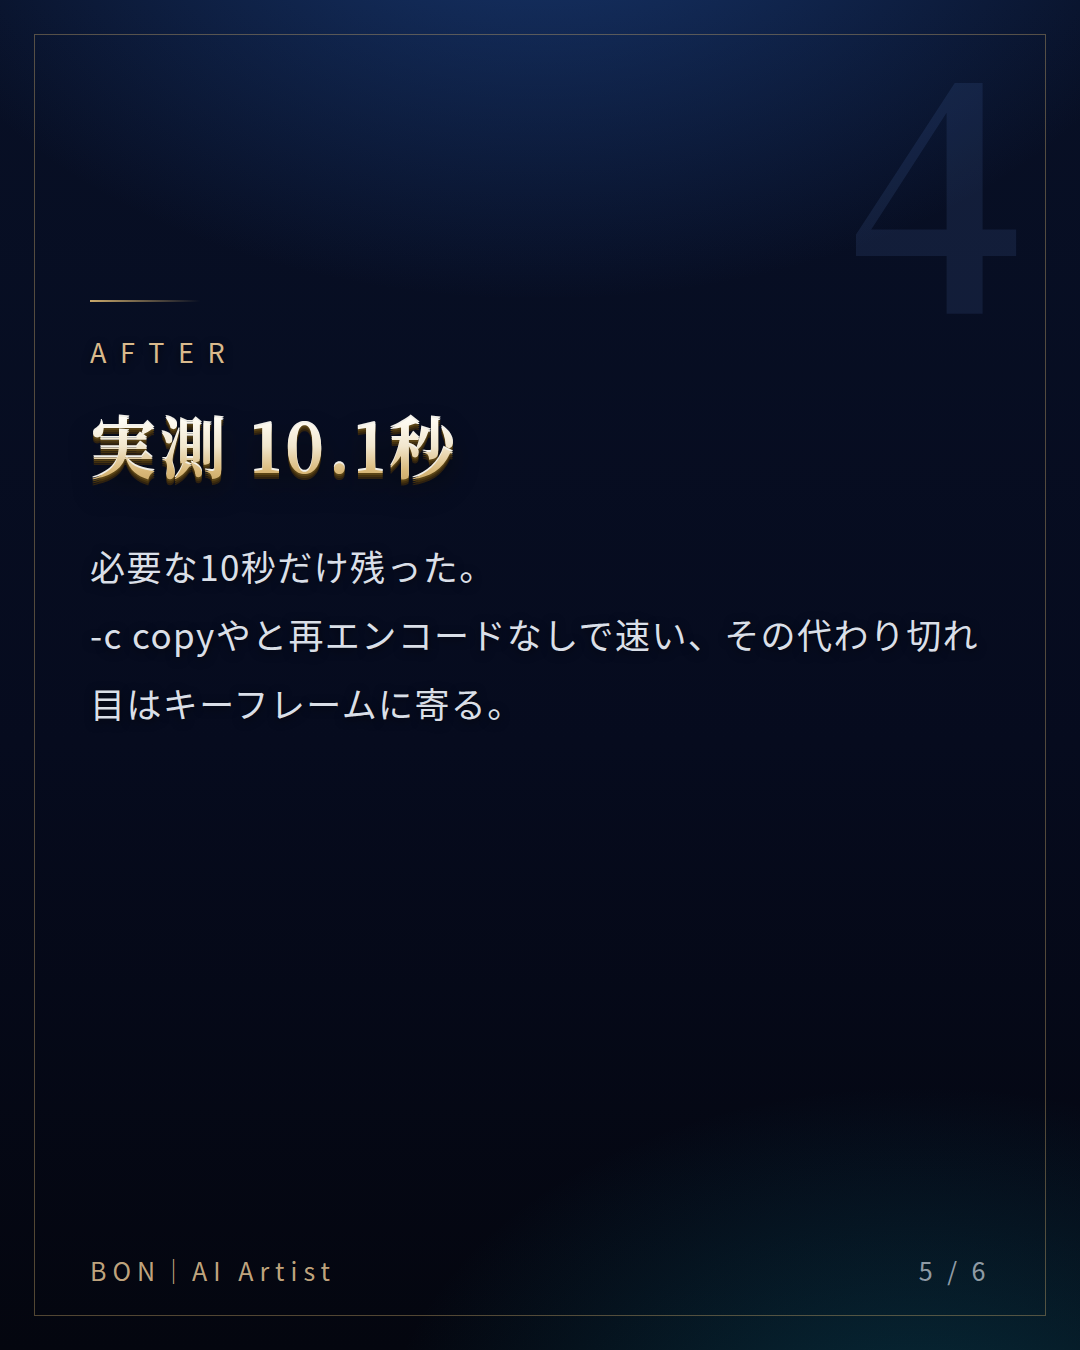 4
AFTER
実測 10.1秒
必要な10秒だけ残った。
-c copyやと再エンコードなしで速い、その代わり切れ
目はキーフレームに寄る。
BON｜AI Artist
5 / 6